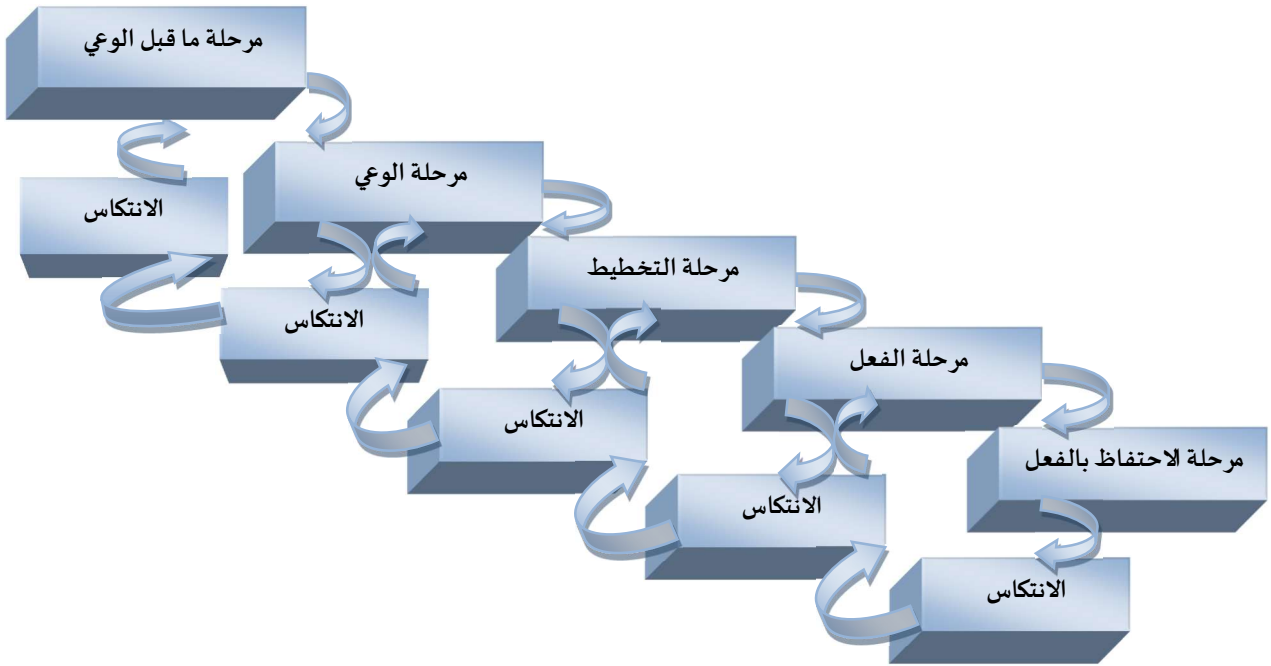 مرحلة ما قبل الوعي
مرحلة الوعي
الانتكاس
مرحلة التخطيط
الانتكاس
مرحلة الفعل
الانتكاس
مرحلة الاحتفاظ بالفعل
الانتكاس
الانتكاس